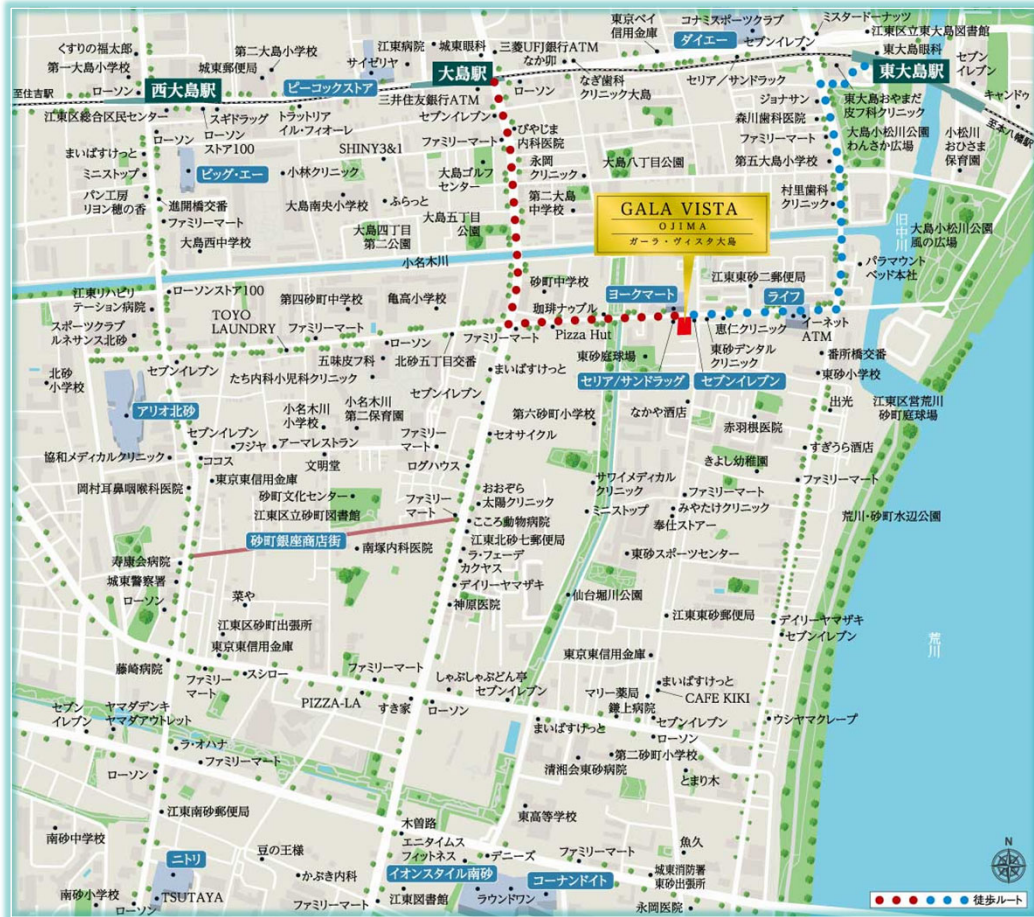 東京ベイ
信用金庫
コナミスポーツクラブ
ミスタードーナッツ
江東区立東大島図書館
くすりの福太郎
第二大島小学校
江東病院
城東眼科
三菱UFJ銀行ATM
ダイエー
セブンイレブン
東大島眼科
第一大島小学校
城東郵便局
サイゼリヤ
大島駅
なか卯
なぎ歯科
クリニック大島
セリア/サンドラッグ
東大島駅
セブン
イレブン
至住吉駅
ローソン
西大島駅
ピーコックストア
ローソン
キャンドゥ
江東区総合区民センター
スギドラッグ
トラットリア
イル・フィオーレ
三井住友銀行ATM
セブンイレブン
ジョナサン
森川歯科医院
東大島おやまだ
皮フ科クリニック
至本八幡駅
ローソン
ローソン
ストア100
ファミリーマート
びやじま
内科医院
ファミリーマート
大島小松川公園
わんさか広場
小松川
おひさま
保育園
まいばすけっと
SHINY3&1
永岡
クリニック
大島八丁目公園
第五大島小学校
ミニストップ
ビッグ・エー
小林クリニック
大島ゴルフ
センター
第二大島
中学校
村里歯科
クリニック
パン工房
リヨン穂の香
進開橋交番
ファミリーマート
大島南央小学校
ふらっと
GALA VISTA
OJIMA
ガーラ・ヴィスタ大島
大島五丁目
公園
大島四丁目
第二公園
大島西中学校
旧中川
大島小松川公園
風の広場
小名木川
パラマウント
ベッド本社
江東リハビリ
テーション病院
ローソンストア100
第四砂町中学校
亀高小学校
砂町中学校
ヨークマート
江東東砂二郵便局
ライフ
TOYO
LAUNDRY
ファミリーマート
珈琲ナップル
スポーツクラブ
ルネサンス北砂
ローソン
北砂五丁目交番
ファミリーマート
Pizza Hut
恵仁クリニック
イーネット
ATM
五味皮フ科
東砂庭球場
東砂デンタル
クリニック
番所橋交番
北砂
小学校
セブンイレブン
たち内科小児科クリニック
まいばすけっと
セリア/サンドラッグ
セブンイレブン
東砂小学校
アリオ北砂
小名木川
小学校
小名木川
第二保育園
セブンイレブン
第六砂町小学校
なかや酒店
出光
江東区営荒川
砂町庭球場
セブンイレブン
フジヤ
アーマレストラン
ファミリー
マート
セオサイクル
赤羽根医院
すぎうら酒店
協和メディカルクリニック
ココス
文明堂
ログハウス
きよし幼稚園
岡村耳鼻咽喉科医院
東京東信用金庫
おおぞら
太陽クリニック
サワイメディカル
クリニック
ファミリーマート
ファミリーマート
砂町文化センター
江東区立砂町図書館
ファミリー
マート
ミニストップ
みやたけクリニック
荒川・砂町水辺公園
こころ動物病院
奉仕ストアー
砂町銀座商店街
南塚内科医院
江東北砂七郵便局
寿康会病院
ラ・フェーデ
カクヤス
東砂スポーツセンター
城東警察署
デイリーヤマザキ
ローソン
菜や
神原医院
仙台堀川公園
江東東砂郵便局
デイリーヤマザキ
セブンイレブン
荒川
江東区砂町出張所
東京東信用金庫
東京東信用金庫
藤崎病院
ファミリー
マート
スシロー
ファミリーマート
しゃぶしゃぶどん亭
セブンイレブン
まいばすけっと
CAFE KIKI
マリー薬局
鎌上病院
PIZZA-LA
すき家
ローソン
セブン
イレブン
ヤマダデンキ
ヤマダアウトレット
まいばすけっと
セブンイレブン
ローソン
ウシヤマクレープ
ラ・オハナ
ファミリーマート
第二砂町小学校
ローソン
清湘会東砂病院
とまり木
江東南砂郵便局
東高等学校
南砂中学校
木曽路
魚久
エニタイムス
フィットネス
デニーズ
ファミリーマート
豆の王様
ニトリ
かぶき内科
イオンスタイル南砂
コーナンドイト
城東消防署
東砂出張所
南砂小学校
TSUTAYA
ローソン
ファミリーマート
江東図書館
ラウンドワン
永岡医院
N
徒歩ルート